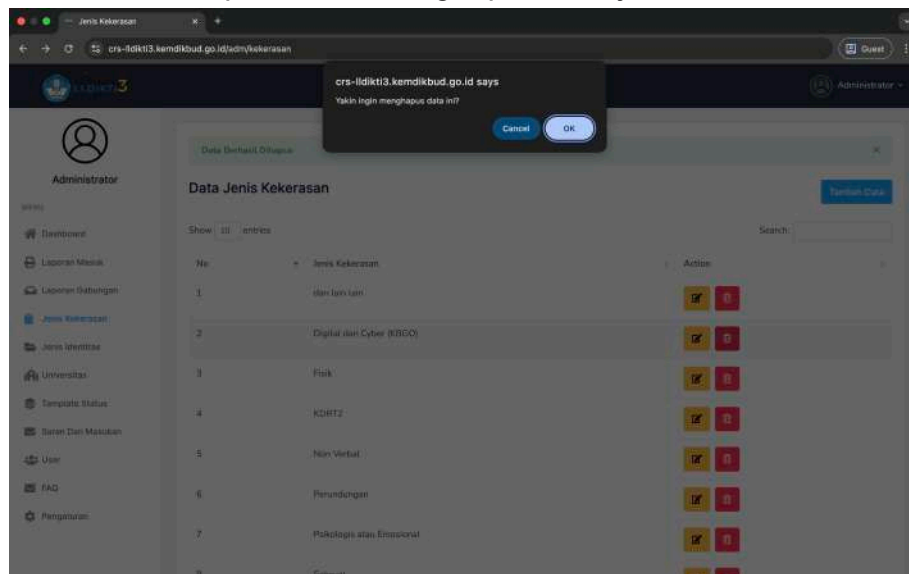 Jenis Kekerasan
crs-lldikti3.kemdikbud.go.id/adm/kekerasan
Guest
LLDIKTI3
Administrator
crs-lldikti3.kemdikbud.go.id says
Yakin ingin menghapus data ini?
Cancel
OK
Administrator
MENU
Dashboard
Laporan Masuk
Laporan Gabungan
Jenis Kekerasan
Jenis Identitas
Universitas
Template Status
Saran Dan Masukan
User
FAQ
Pengaturan
Data Berhasil Dihapus
Data Jenis Kekerasan
Tambah Data
Show 10 entries
Search:
No Jenis Kekerasan Action
1 dan lain lain
2 Digital dan Cyber (KBGO)
3 Fisik
4 KDRT2
5 Non Verbal
6 Perundungan
7 Psikologis atau Emosional